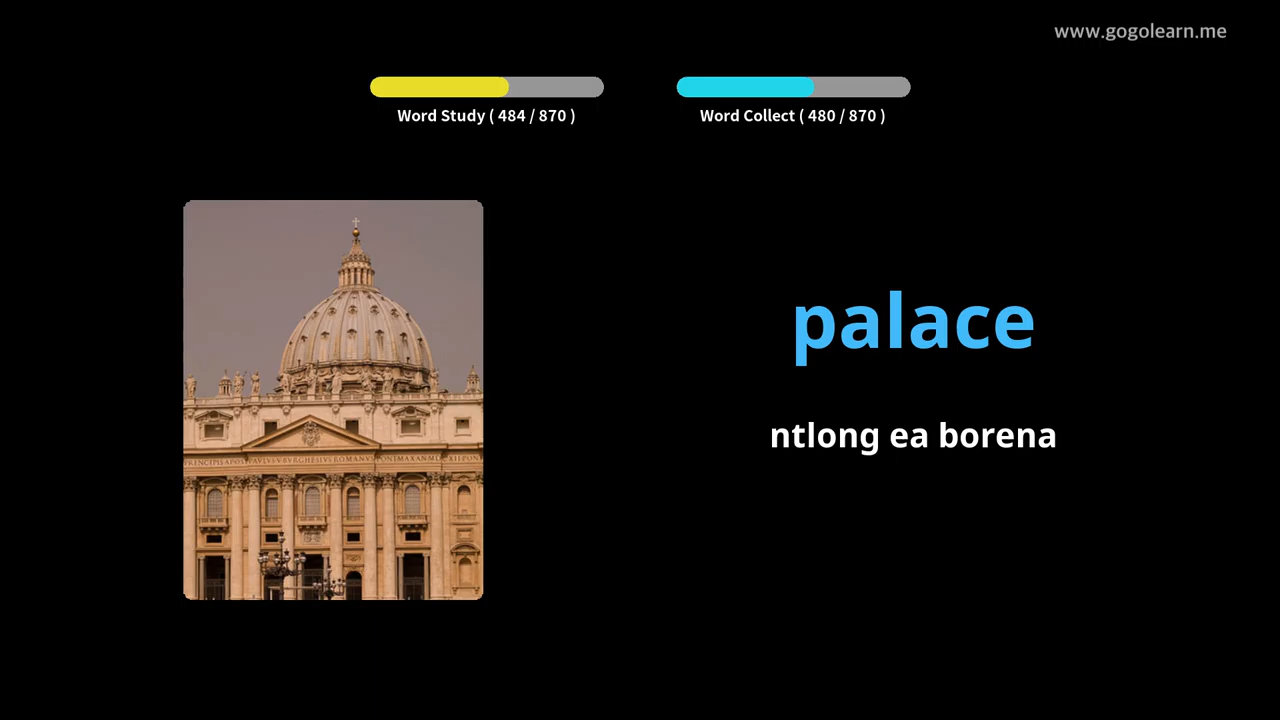 www.gogolearn.me
Word Study ( 484 / 870 )
Word Collect ( 480 / 870 )
palace
ntlong ea borena